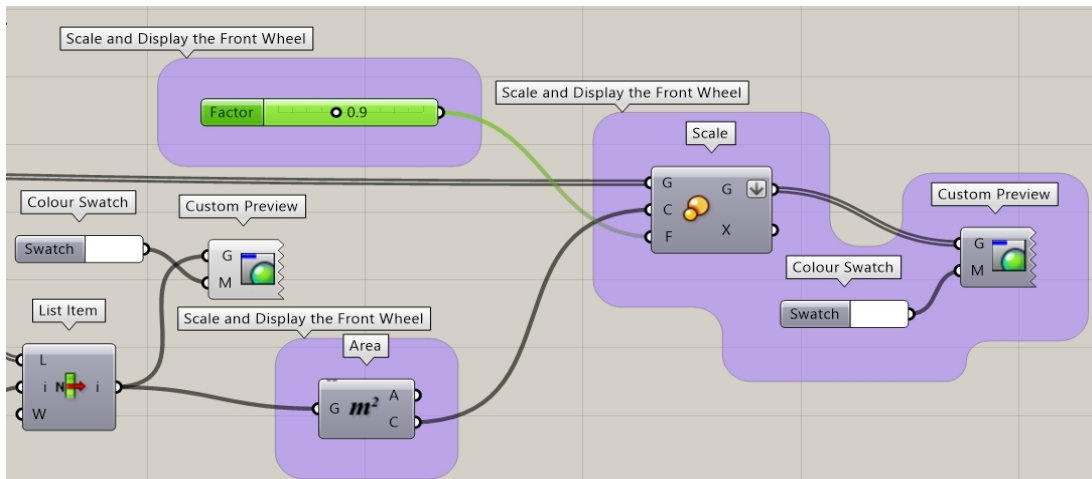 Scale and Display the Front Wheel
Factor 0.9
Scale and Display the Front Wheel
Scale
G G
C
F X
Colour Swatch
Swatch
Custom Preview
G
M
Custom Preview
G
M
Colour Swatch
Swatch
List Item
L
i N i
W
Scale and Display the Front Wheel
Area
G m² A
C